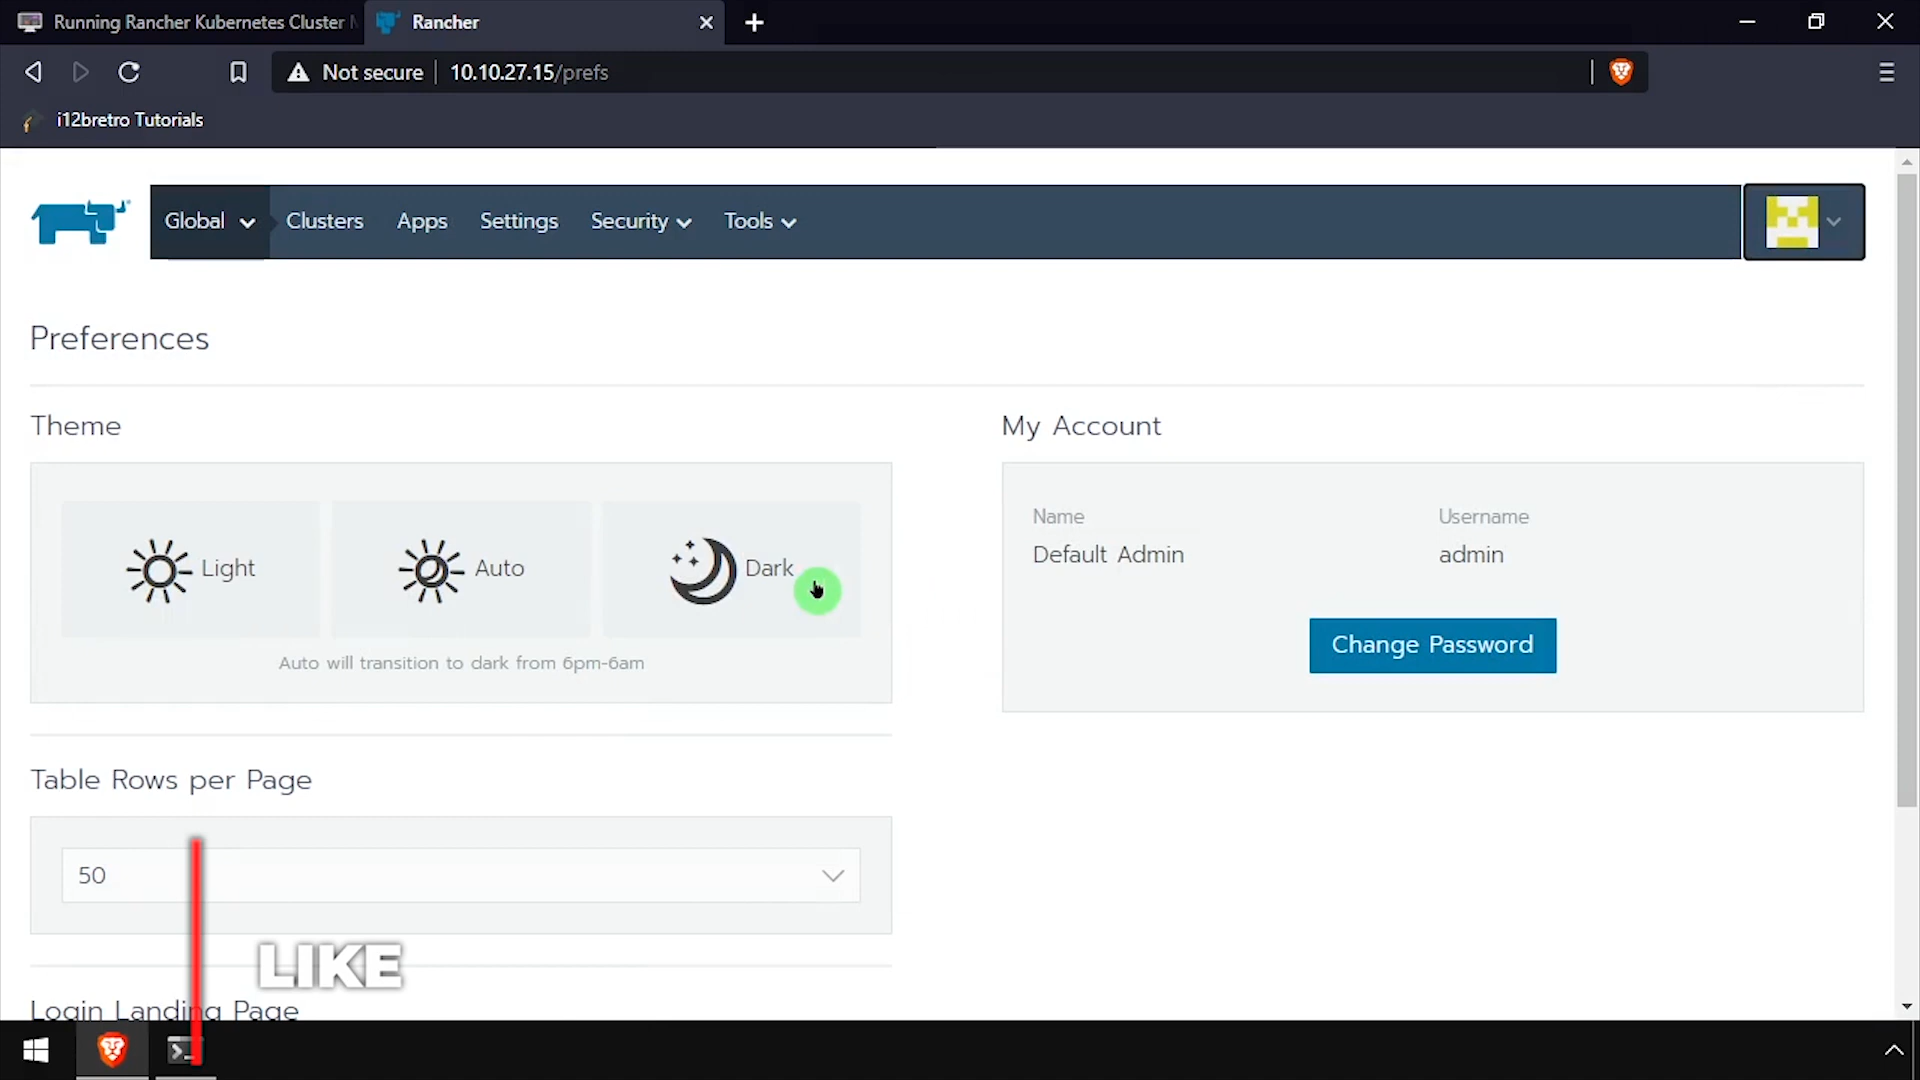 Running Rancher Kubernetes Cluster
Rancher
Not secure
10.10.27.15/prefs
i12bretro Tutorials
Global
Clusters
Apps
Settings
Security
Tools
Preferences
Theme
Light
Auto
Dark
Auto will transition to dark from 6pm-6am
My Account
Name
Username
Default Admin
admin
Change Password
Table Rows per Page
50
LIKE
Login Landing Page